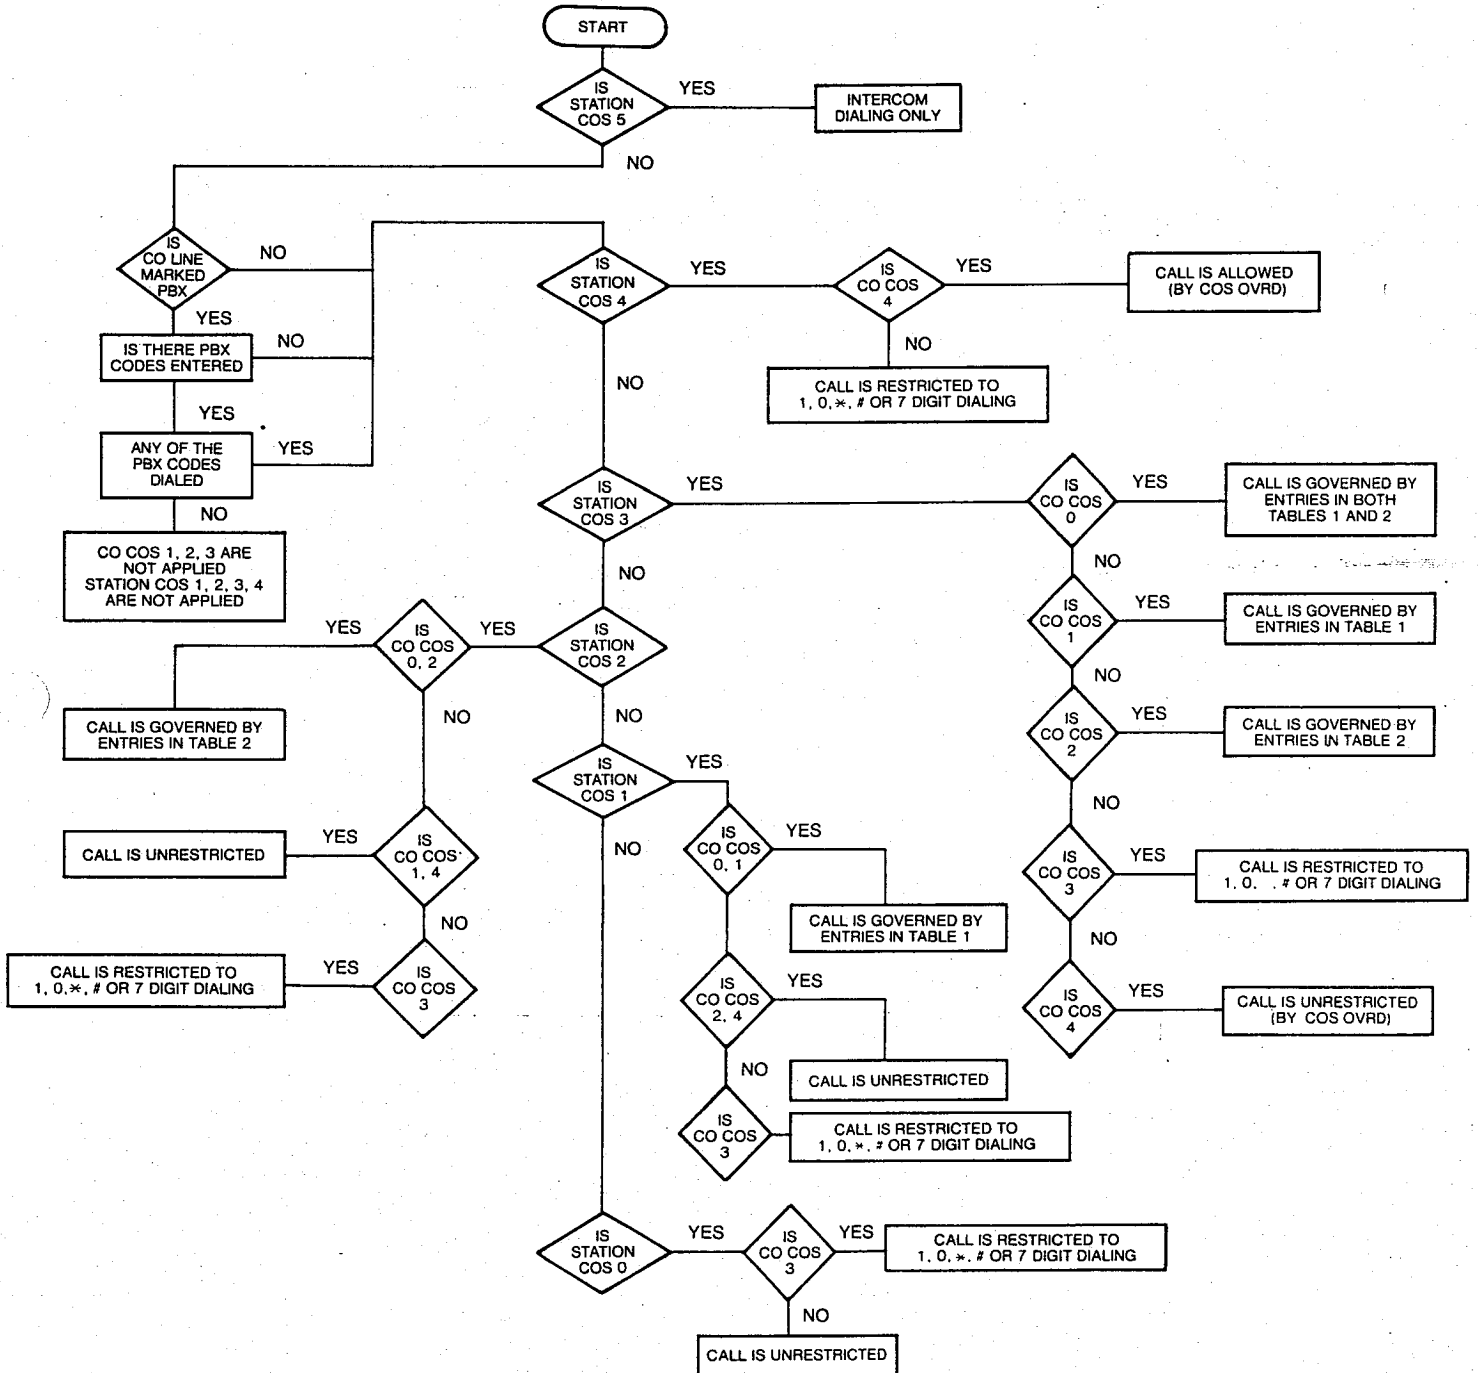 START
IS
STATION
COS 5
YES
INTERCOM
DIALING ONLY
NO
IS
CO LINE
MARKED
PBX
NO
YES
IS THERE PBX
CODES ENTERED
NO
YES
ANY OF THE
PBX CODES
DIALED
YES
NO
CO COS 1, 2, 3 ARE
NOT APPLIED
STATION COS 1, 2, 3, 4
ARE NOT APPLIED
IS
STATION
COS 4
YES
IS
CO COS
4
YES
CALL IS ALLOWED
(BY COS OVRD)
NO
CALL IS RESTRICTED TO
1, 0, *, # OR 7 DIGIT DIALING
NO
IS
STATION
COS 3
YES
IS
CO COS
0
YES
CALL IS GOVERNED BY
ENTRIES IN BOTH
TABLES 1 AND 2
NO
IS
CO COS
1
YES
CALL IS GOVERNED BY
ENTRIES IN TABLE 1
NO
IS
CO COS
2
YES
CALL IS GOVERNED BY
ENTRIES IN TABLE 2
NO
IS
CO COS
3
YES
CALL IS RESTRICTED TO
1, 0, , # OR 7 DIGIT DIALING
NO
IS
CO COS
4
YES
CALL IS UNRESTRICTED
(BY COS OVRD)
NO
IS
STATION
COS 2
YES
IS
CO COS
0, 2
YES
CALL IS GOVERNED BY
ENTRIES IN TABLE 2
NO
IS
CO COS
1, 4
YES
CALL IS UNRESTRICTED
NO
IS
CO COS
3
YES
CALL IS RESTRICTED TO
1, 0, *, # OR 7 DIGIT DIALING
NO
IS
STATION
COS 1
YES
IS
CO COS
0, 1
YES
CALL IS GOVERNED BY
ENTRIES IN TABLE 1
IS
CO COS
2, 4
YES
CALL IS UNRESTRICTED
NO
IS
CO COS
3
CALL IS RESTRICTED TO
1, 0, *, # OR 7 DIGIT DIALING
NO
IS
STATION
COS 0
YES
IS
CO COS
3
YES
CALL IS RESTRICTED TO
1, 0, *, # OR 7 DIGIT DIALING
NO
CALL IS UNRESTRICTED